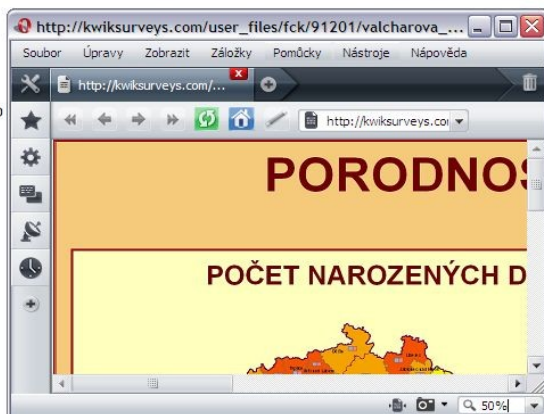 http://kwiksurveys.com/user_files/fck/91201/valcharova_...
Soubor Úpravy Zobrazit Záložky Pomůcky Nástroje Nápověda
http://kwiksurveys.com/...
http://kwiksurveys.co
PORODNOS
POČET NAROZENÝCH D
50%